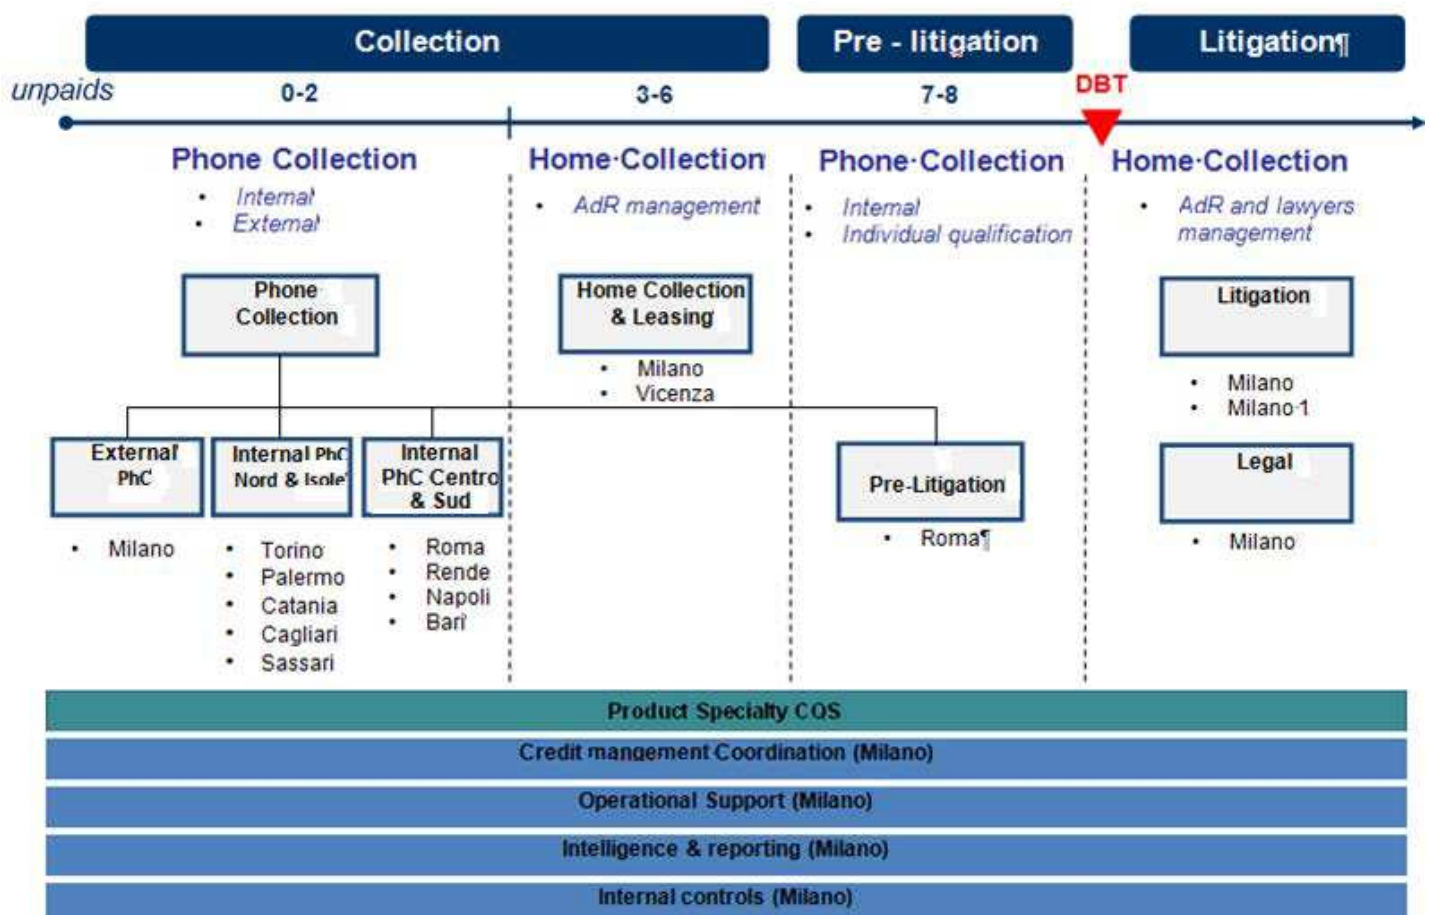 Collection
Pre - litigation
Litigation¶
unpaids
0-2
3-6
7-8
DBT
Phone Collection
• Internal
• External
Home·Collection
• AdR management
Phone·Collection
• Internal
• Individual qualification
Home·Collection
• AdR and lawyers
management
Phone
Collection
Home Collection
& Leasing
• Milano
• Vicenza
Litigation
• Milano
• Milano·1
External
PhC
Internal PhC
Nord & Isole
Internal
PhC Centro
& Sud
Pre-Litigation
Legal
• Milano
• Torino
• Palermo
• Catania
• Cagliari
• Sassari
• Roma
• Rende
• Napoli
• Bari
• Roma¶
• Milano
Product Specialty CQS
Credit mangement Coordination (Milano)
Operational Support (Milano)
Intelligence & reporting (Milano)
Internal controls (Milano)